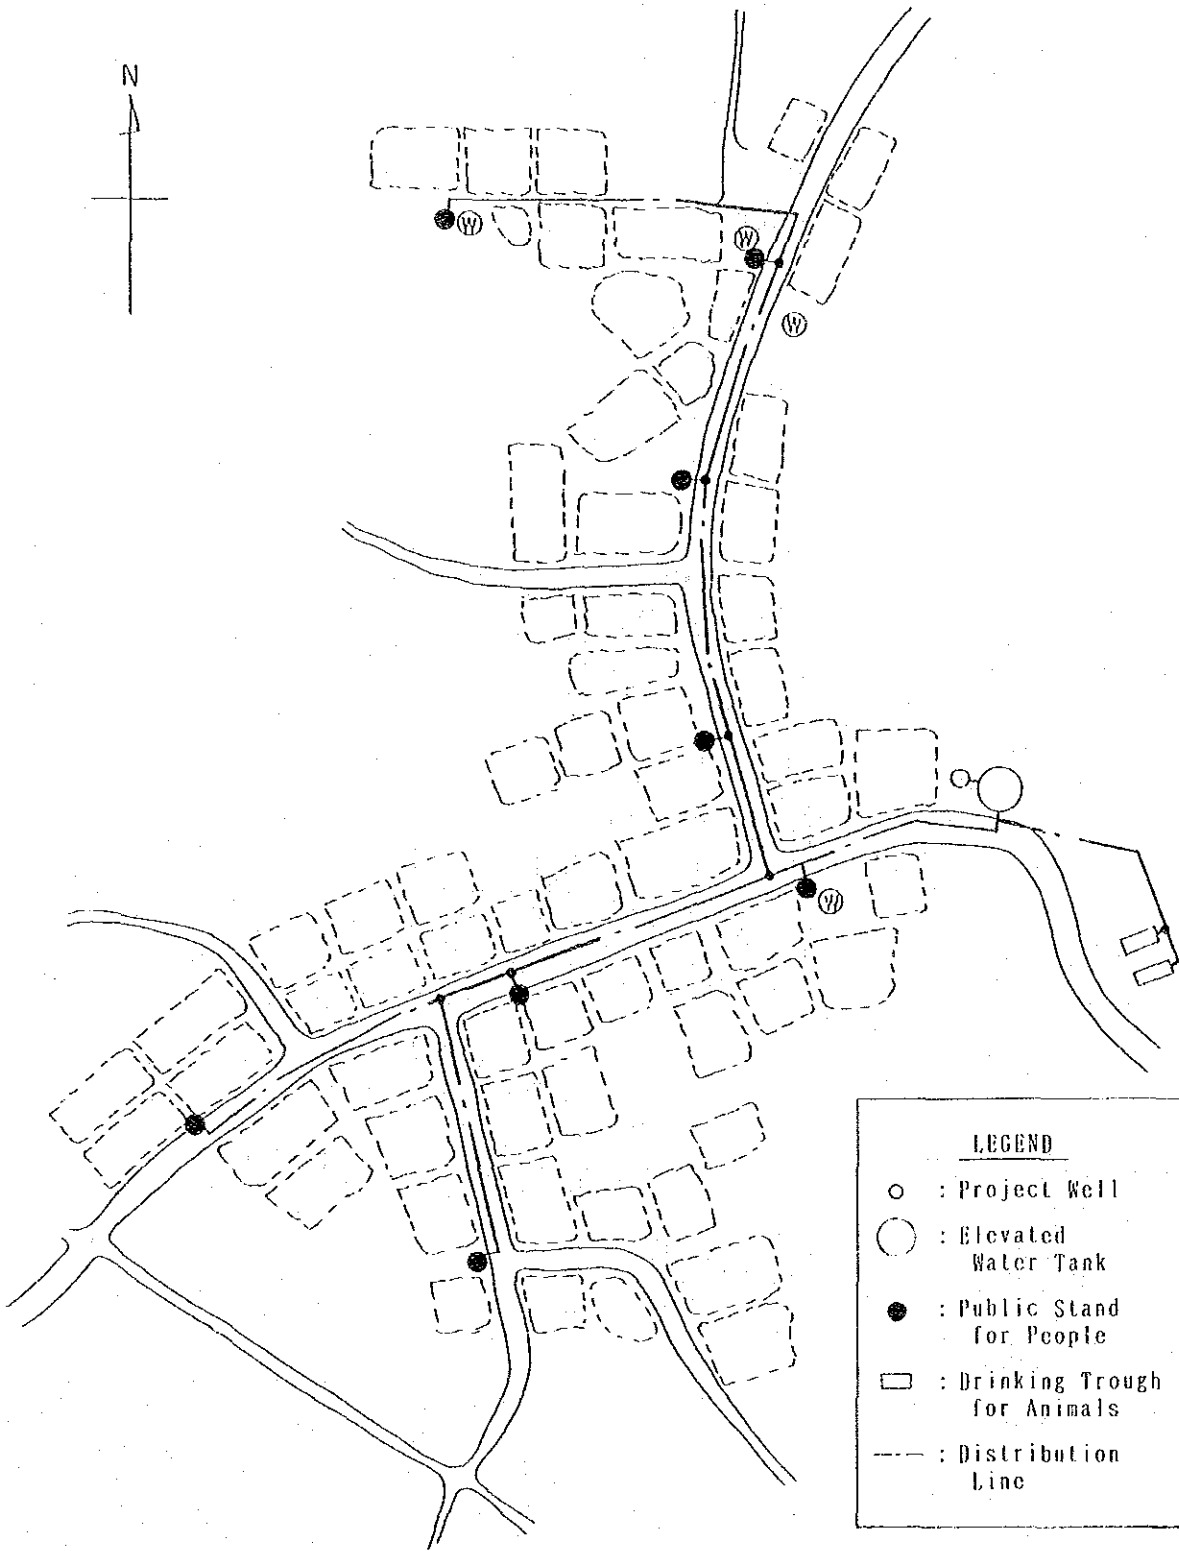 N
W
W
W
W
LEGEND
: Project Well
: Elevated
Water Tank
: Public Stand
for People
: Drinking Trough
for Animals
: Distribution
Line